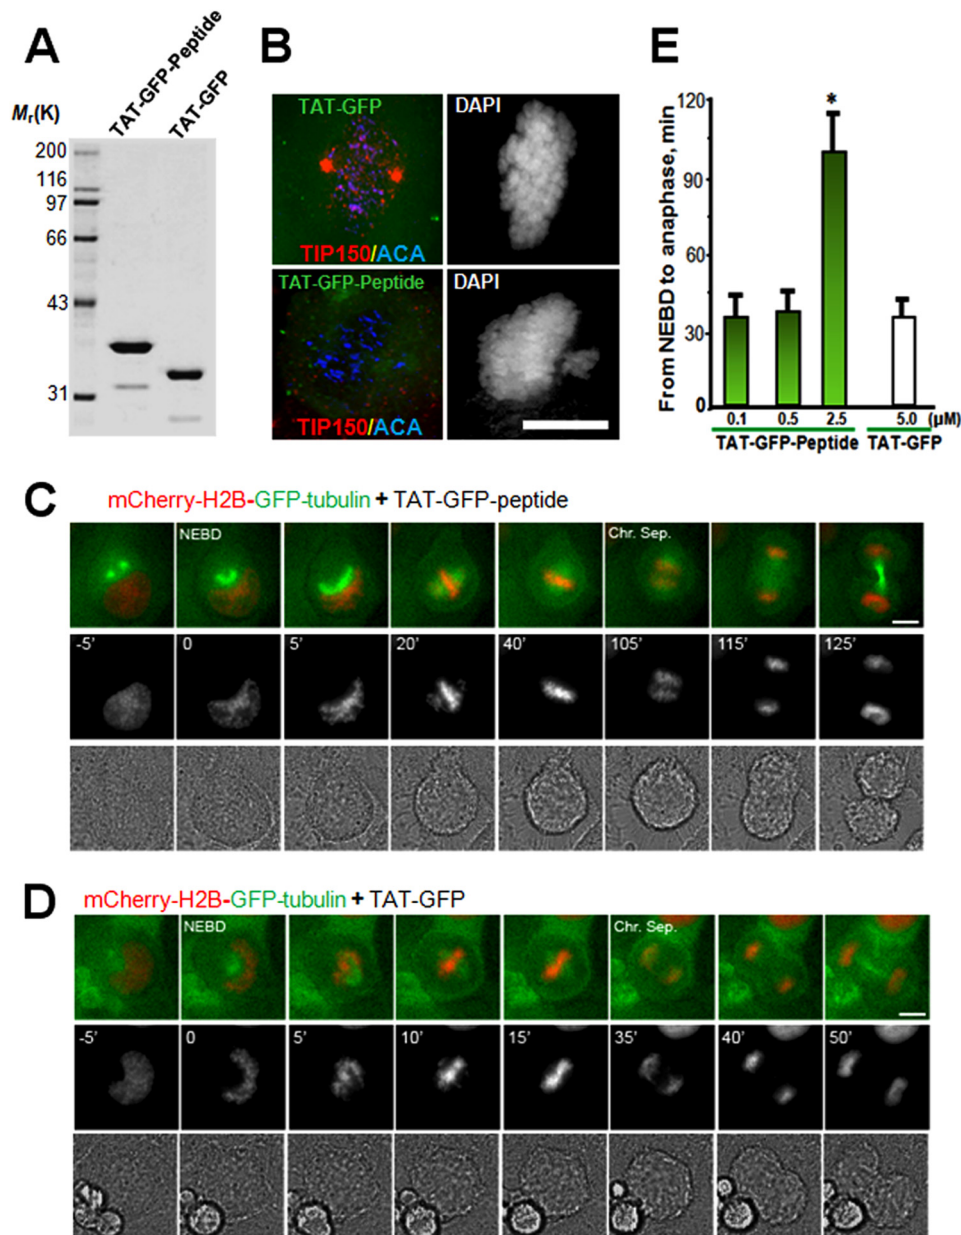 A
TAT-GFP-Peptide
TAT-GFP
Mr(K)
200
116
97
66
43
31
B
TAT-GFP
DAPI
TIP150/ACA
TAT-GFP-Peptide
DAPI
TIP150/ACA
E
From NEBD to anaphase, min
120
90
60
30
0
*
0.1 0.5 2.5 5.0 (µM)
TAT-GFP-Peptide TAT-GFP
C
mCherry-H2B-GFP-tubulin + TAT-GFP-peptide
NEBD Chr. Sep.
-5' 0 5' 20' 40' 105' 115' 125'
D
mCherry-H2B-GFP-tubulin + TAT-GFP
NEBD Chr. Sep.
-5' 0 5' 10' 15' 35' 40' 50'